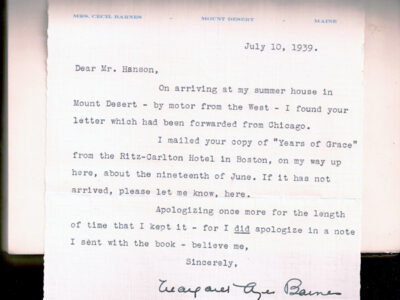 MRS. CECIL BARNES MOUNT DESERT MAINE
July 10, 1939.
Dear Mr. Hanson,
On arriving at my summer house in
Mount Desert - by motor from the West - I found your
letter which had been forwarded from Chicago.
I mailed your copy of "Years of Grace"
from the Ritz-Carlton Hotel in Boston, on my way up
here, about the nineteenth of June. If it has not
arrived, please let me know, here.
Apologizing once more for the length
of time that I kept it - for I did apologize in a note
I sent with the book - believe me,
Sincerely,
Margaret Ayer Barnes